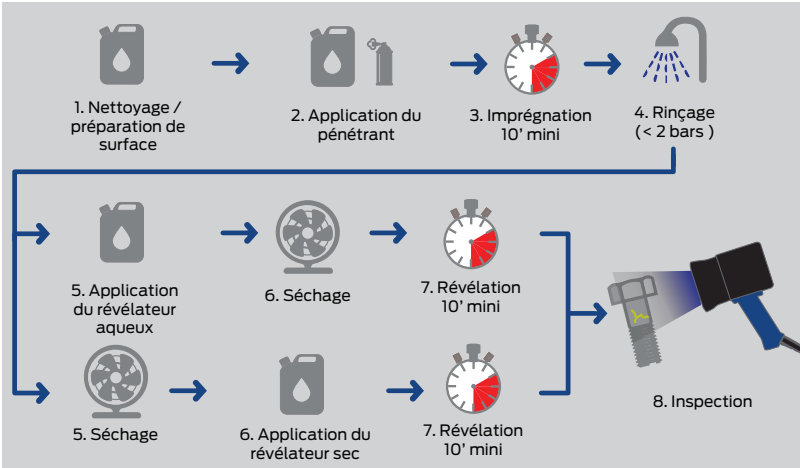 1. Nettoyage /
préparation de
surface
2. Application du
pénétrant
3. Imprégnation
10' mini
4. Rinçage
(< 2 bars )
5. Application
du révélateur
aqueux
6. Séchage
7. Révélation
10' mini
5. Séchage
6. Application du
révélateur sec
7. Révélation
10' mini
8. Inspection